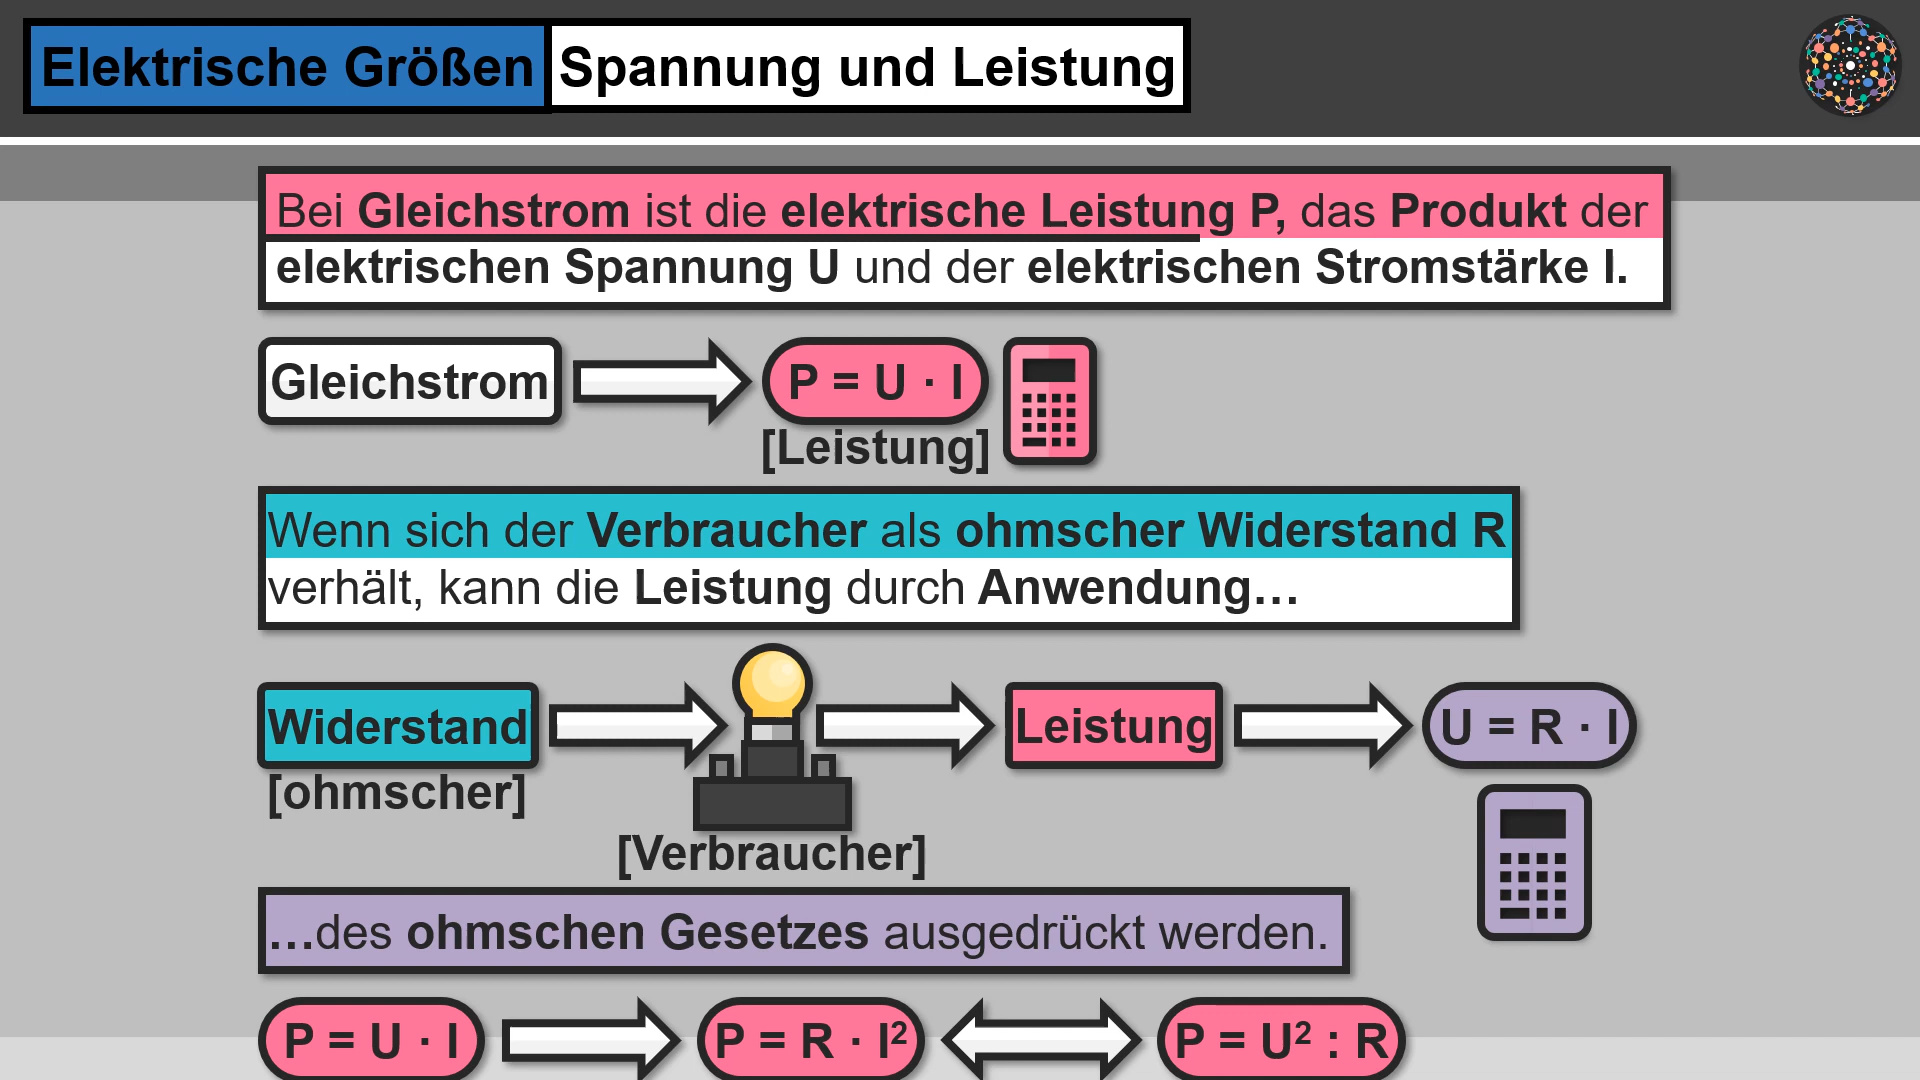 Elektrische Größen Spannung und Leistung
Bei Gleichstrom ist die elektrische Leistung P, das Produkt der
elektrischen Spannung U und der elektrischen Stromstärke I.
Gleichstrom P = U · I
[Leistung]
Wenn sich der Verbraucher als ohmscher Widerstand R
verhält, kann die Leistung durch Anwendung…
Widerstand Leistung U = R · I
[ohmscher]
[Verbraucher]
…des ohmschen Gesetzes ausgedrückt werden.
P = U · I P = R · I² P = U² : R